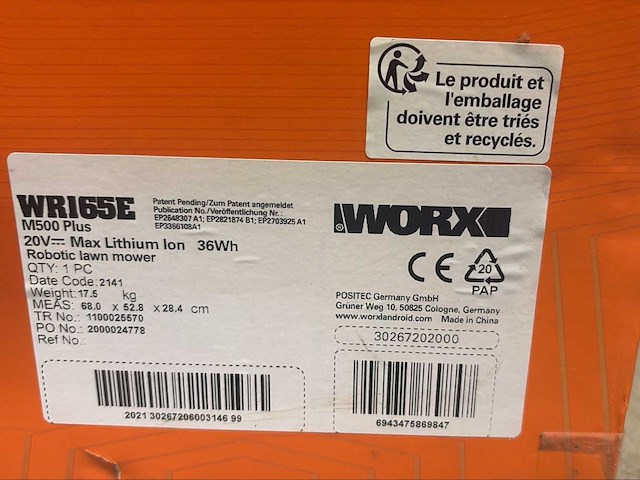 Le produit et
l'emballage
doivent être triés
et recyclés.
WR165E
M500 Plus
20V⎓ Max Lithium Ion 36Wh
Robotic lawn mower
QTY: 1 PC
Date Code:2141
Weight:17.5 kg
MEAS: 68.0 x 52.8 x 28.4 cm
TR No.: 1100025570
PO No.: 2000024778
Ref No.:
Patent Pending/Zum Patent angemeldet
Publication No./Veröffentlichung Nr.:
EP2648307 A1; EP2821874 B1; EP2703925 A1
EP3366108A1
®WORX
CE 20
PAP
POSITEC Germany GmbH
Grüner Weg 10, 50825 Cologne, Germany
www.worxlandroid.com Made in China
30267202000
2021 30267206003146 99
6943475869847